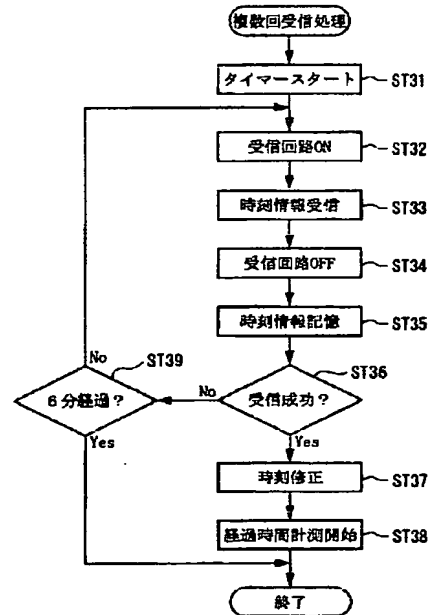 複数回受信処理
タイマースタート ST31
受信回路ON ST32
時刻情報受信 ST33
受信回路OFF ST34
時刻情報記憶 ST35
No ST39 ST36
6分経過? No 受信成功?
Yes Yes
時刻修正 ST37
経過時間計測開始 ST38
終了